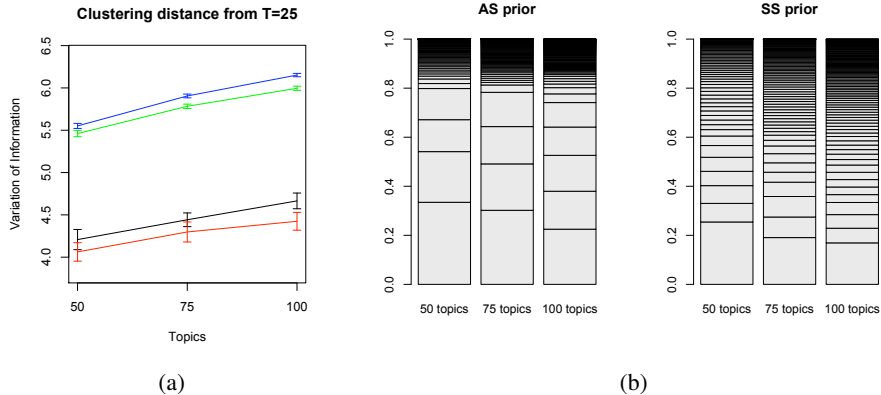 Clustering distance from T=25
Variation of Information
6.5
6.0
5.5
5.0
4.5
4.0
50
75
100
Topics
(a)
AS prior
1.0
0.8
0.6
0.4
0.2
0.0
50 topics 75 topics 100 topics
SS prior
1.0
0.8
0.6
0.4
0.2
0.0
50 topics 75 topics 100 topics
(b)